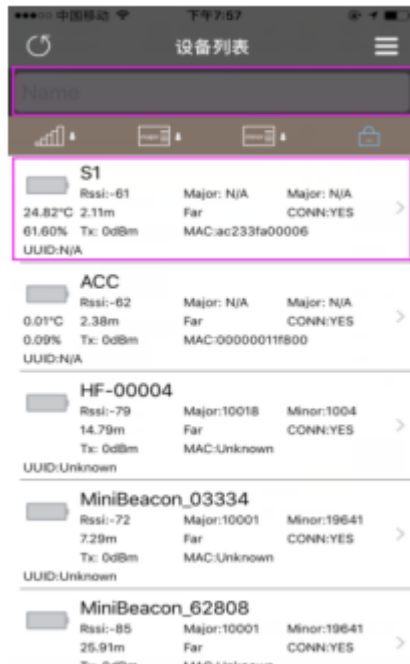 中国移动 下午7:57
设备列表
Name
S1
Rssi:-61 Major: N/A Major: N/A
24.82°C 2.11m Far CONN:YES
61.60% Tx: 0dBm MAC:ac233fa00006
UUID:N/A
ACC
Rssi:-62 Major: N/A Major: N/A
0.01°C 2.38m Far CONN:YES
0.09% Tx: 0dBm MAC:00000011f800
UUID:N/A
HF-00004
Rssi:-79 Major:10018 Minor:1004
14.79m Far CONN:YES
Tx: 0dBm MAC:Unknown
UUID:Unknown
MiniBeacon_03334
Rssi:-72 Major:10001 Minor:19641
7.29m Far CONN:YES
Tx: 0dBm MAC:Unknown
UUID:Unknown
MiniBeacon_62808
Rssi:-85 Major:10001 Minor:19641
25.91m Far CONN:YES